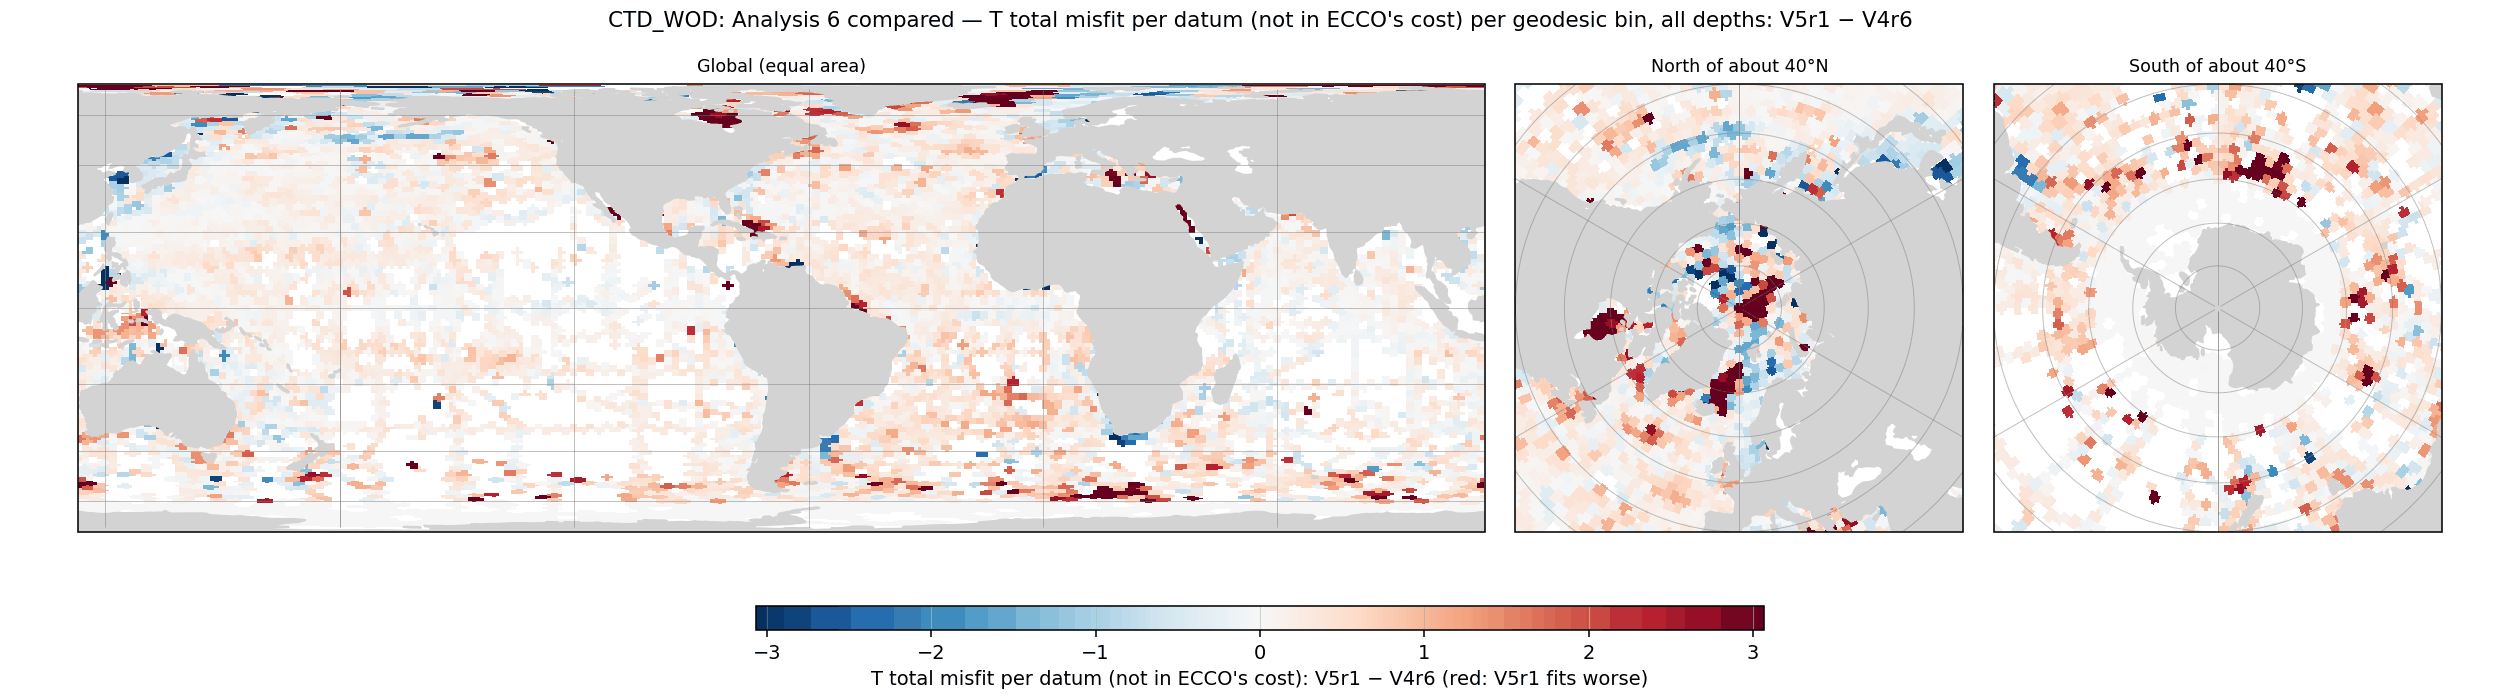 CTD_WOD: Analysis 6 compared — T total misfit per datum (not in ECCO's cost) per geodesic bin, all depths: V5r1 − V4r6
Global (equal area)
North of about 40°N
South of about 40°S
−3 −2 −1 0 1 2 3
T total misfit per datum (not in ECCO's cost): V5r1 − V4r6 (red: V5r1 fits worse)